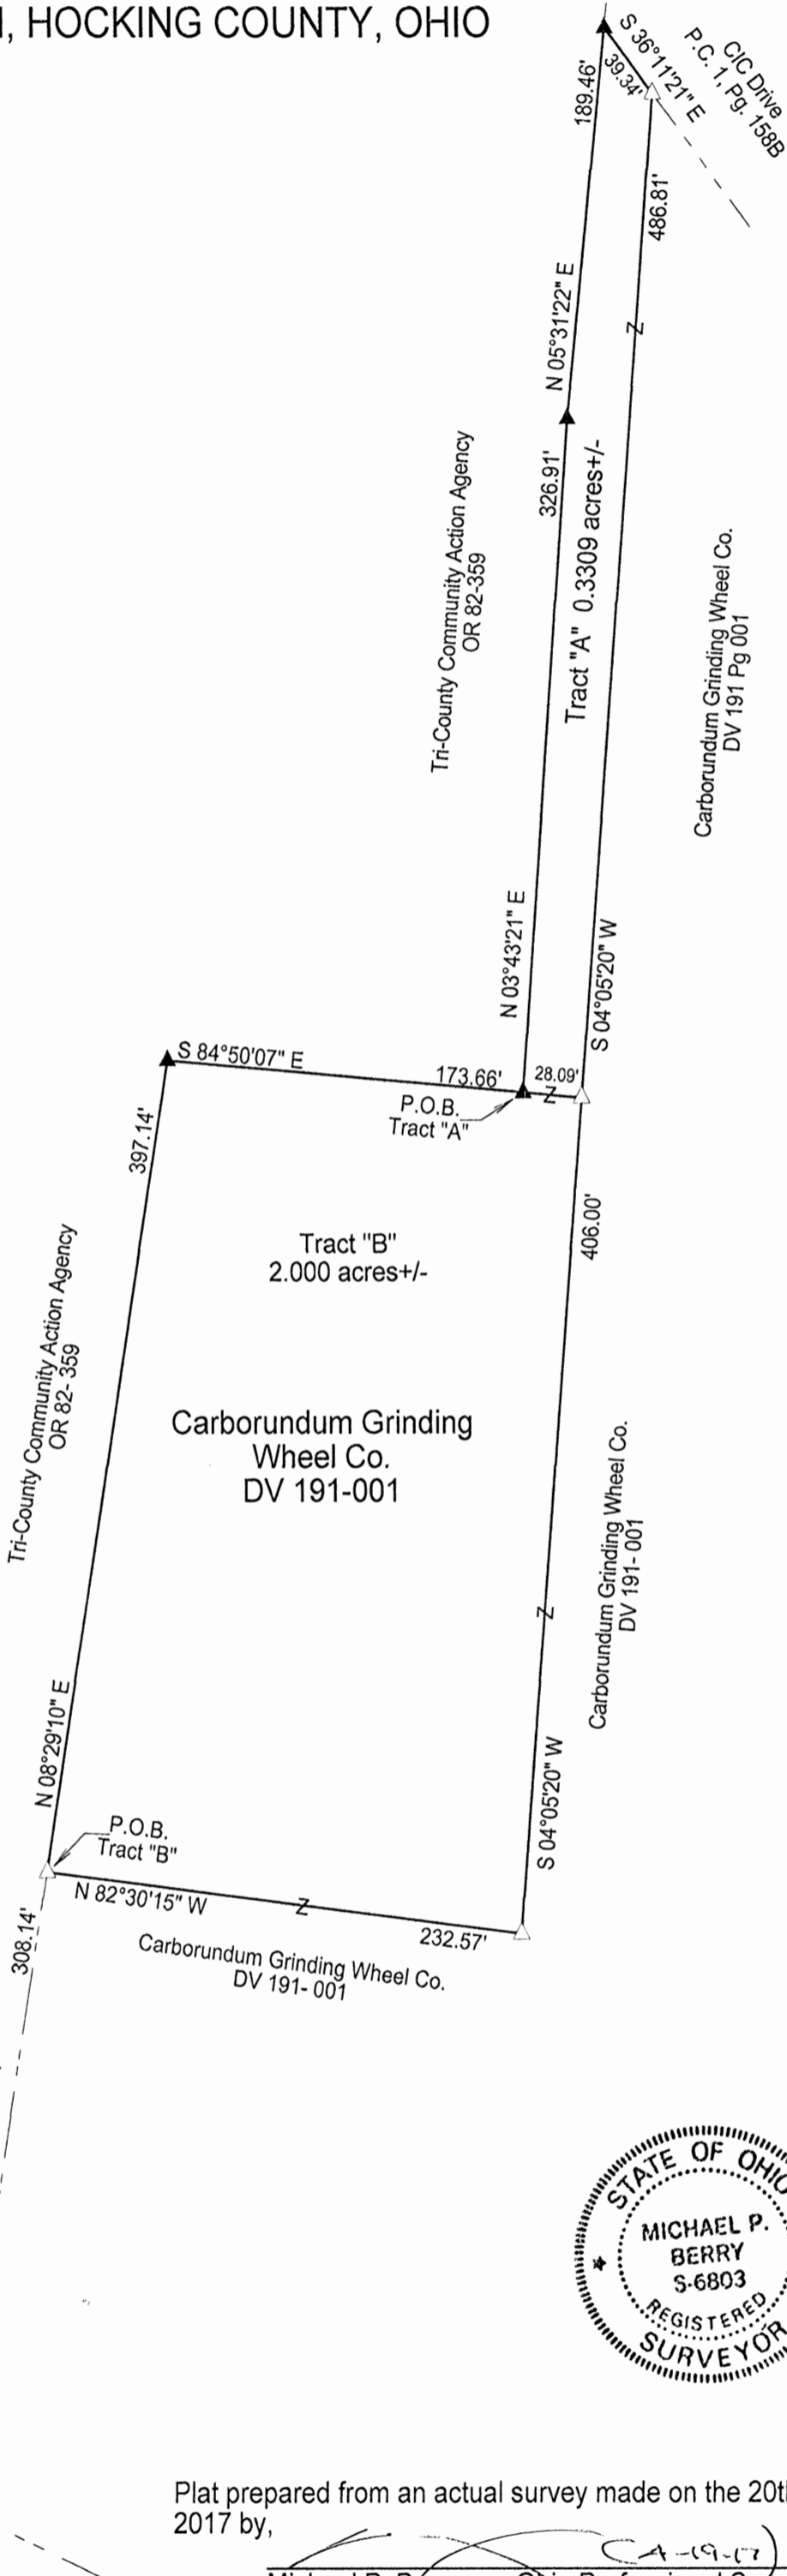 , HOCKING COUNTY, OHIO
S 36°11'21" E
39.34'
CIC Drive
P.C. 1, Pg. 158B
189.46'
486.81'
N 05°31'22" E
Z
326.91'
Tri-County Community Action Agency
OR 82-359
Tract "A" 0.3309 acres+/-
Carborundum Grinding Wheel Co.
DV 191 Pg 001
N 03°43'21" E
S 04°05'20" W
S 84°50'07" E
173.66'
28.09'
Z
P.O.B.
Tract "A"
397.14'
406.00'
Tract "B"
2.000 acres+/-
Tri-County Community Action Agency
OR 82- 359
Carborundum Grinding
Wheel Co.
DV 191-001
Carborundum Grinding Wheel Co.
DV 191- 001
Z
N 08°29'10" E
S 04°05'20" W
P.O.B.
Tract "B"
N 82°30'15" W
Z
232.57'
308.14'
Carborundum Grinding Wheel Co.
DV 191- 001
STATE OF OHIO
MICHAEL P.
BERRY
S-6803
REGISTERED
SURVEYOR
Plat prepared from an actual survey made on the 20th
2017 by,